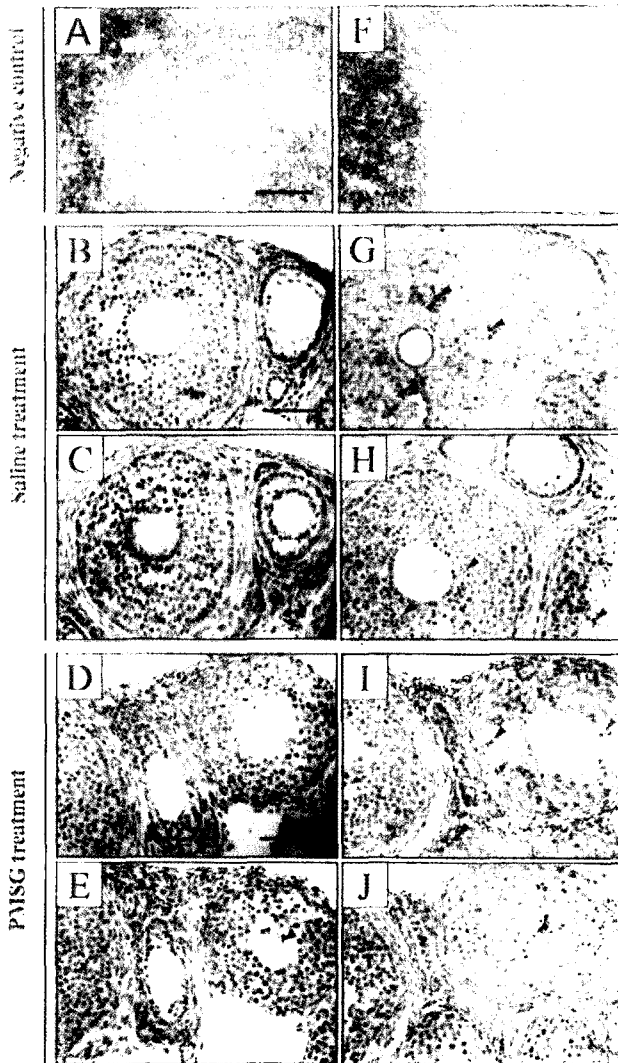 Negative control
A
F
Saline treatment
B
G
C
H
PMSG treatment
D
I
E
J